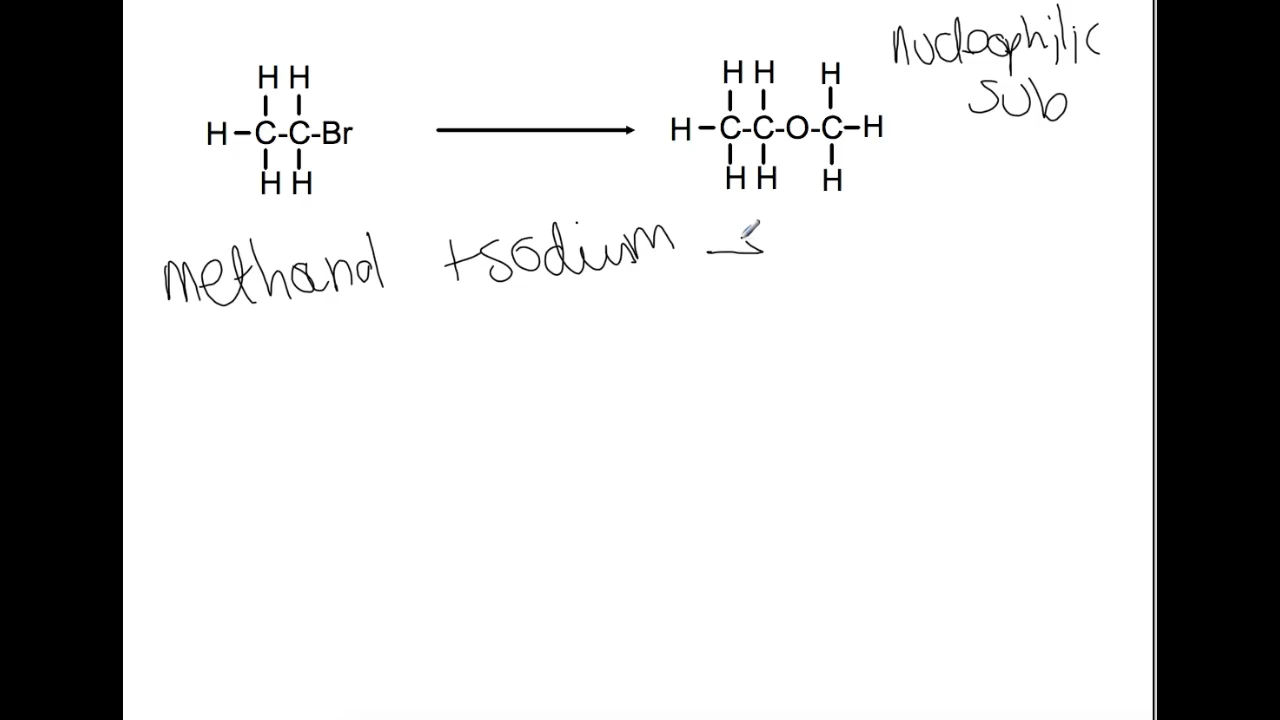 H H
H-C-C-Br
H H
H H H
H-C-C-O-C-H
H H H
nucleophilic
sub
methanol +sodium →